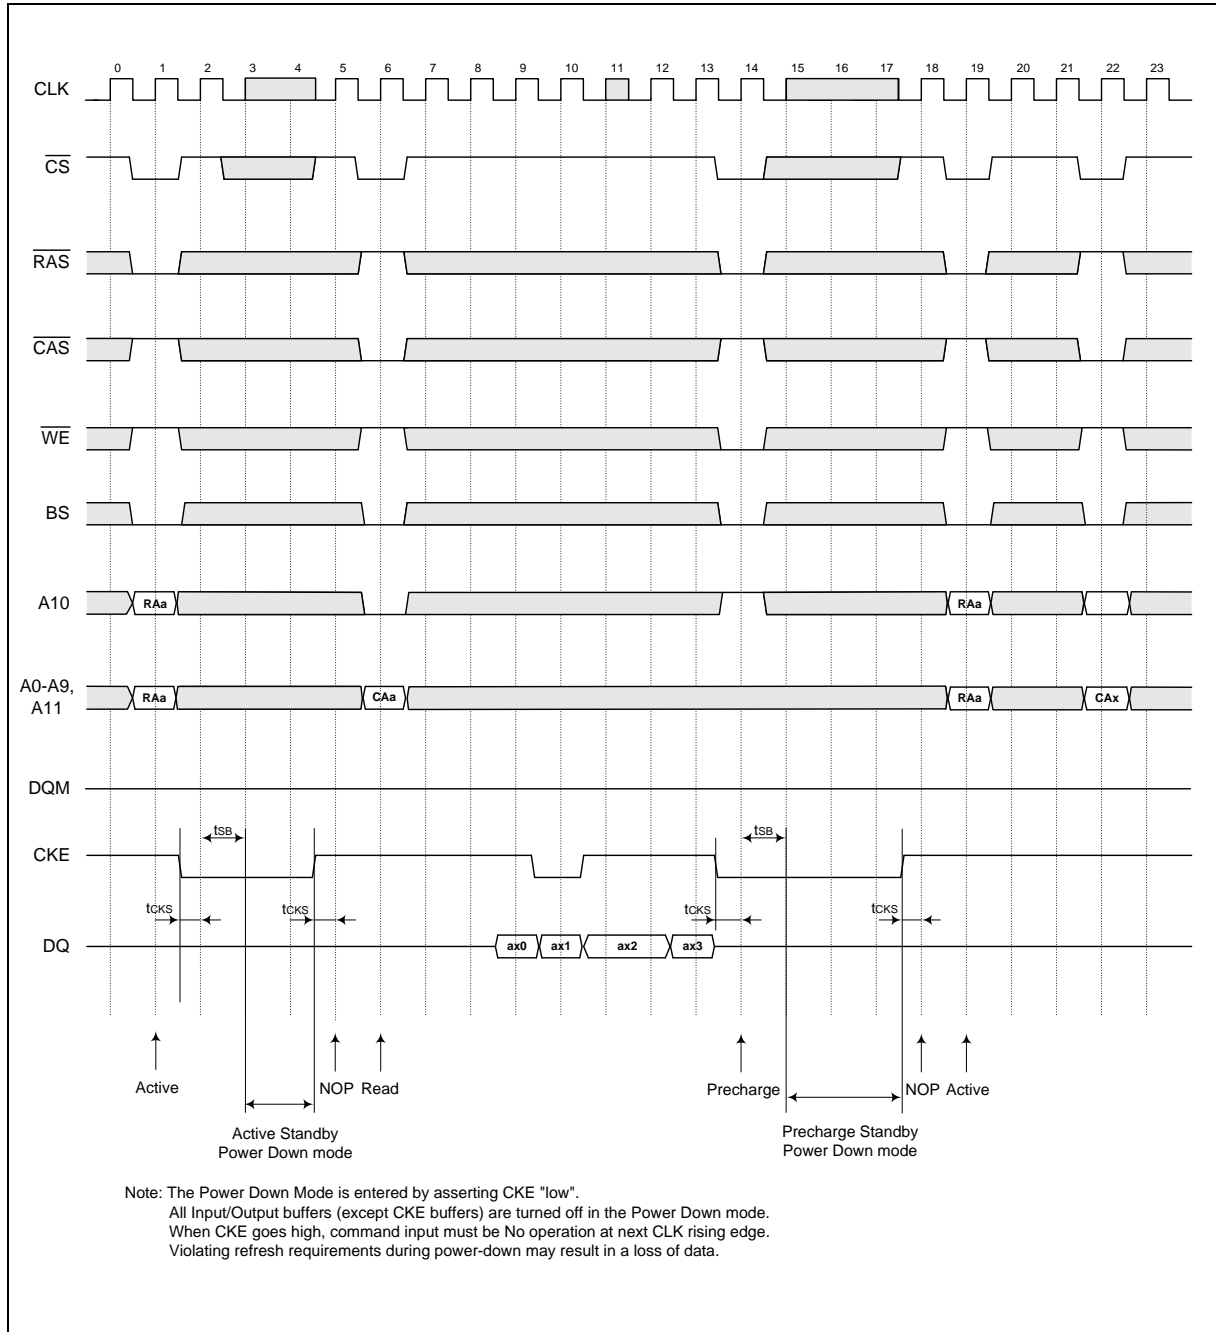 0 1 2 3 4 5 6 7 8 9 10 11 12 13 14 15 16 17 18 19 20 21 22 23
CLK
CS
RAS
CAS
WE
BS
A10 RAa RAa
A0-A9,
A11 RAa CAa RAa CAx
DQM
tSB tSB
CKE
tCKS tCKS tCKS tCKS
DQ ax0 ax1 ax2 ax3
Active NOP Read Precharge NOP Active
Active Standby
Power Down mode
Precharge Standby
Power Down mode
Note: The Power Down Mode is entered by asserting CKE "low".
All Input/Output buffers (except CKE buffers) are turned off in the Power Down mode.
When CKE goes high, command input must be No operation at next CLK rising edge.
Violating refresh requirements during power-down may result in a loss of data.